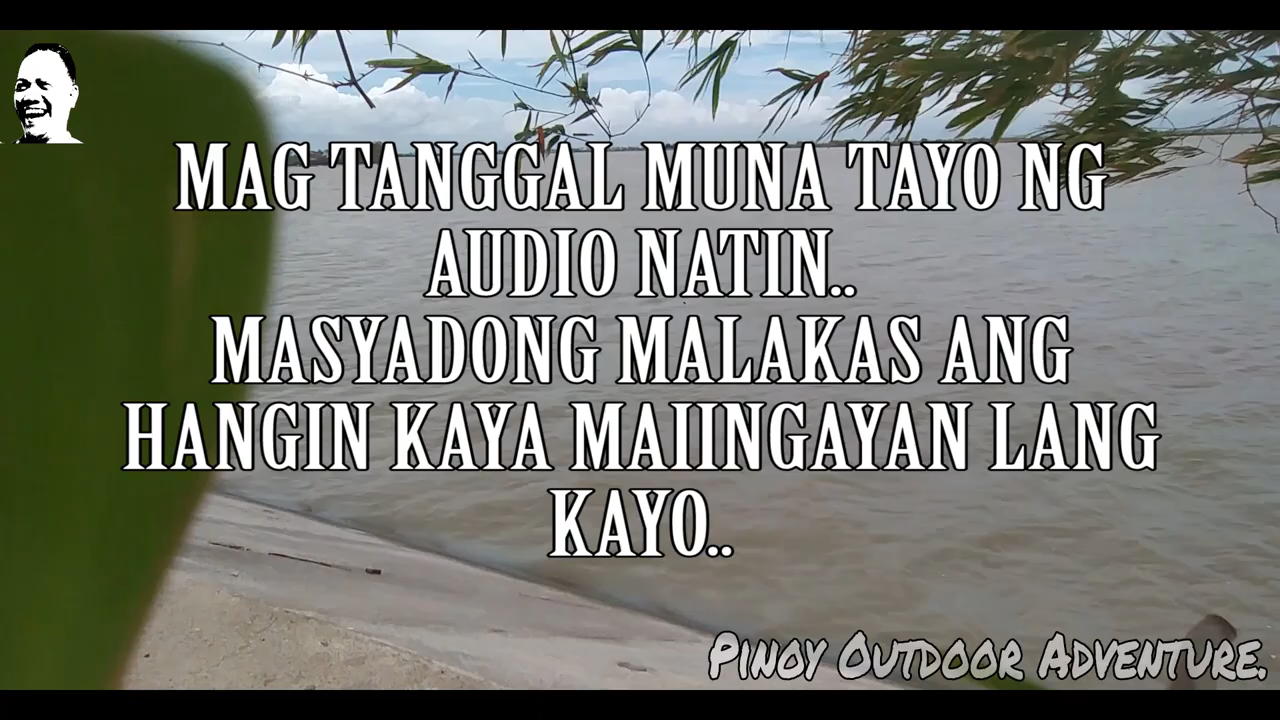 MAG TANGGAL MUNA TAYO NG
AUDIO NATIN..
MASYADONG MALAKAS ANG
HANGIN KAYA MAIINGAYAN LANG
KAYO..
PINOY OUTDOOR ADVENTURE.